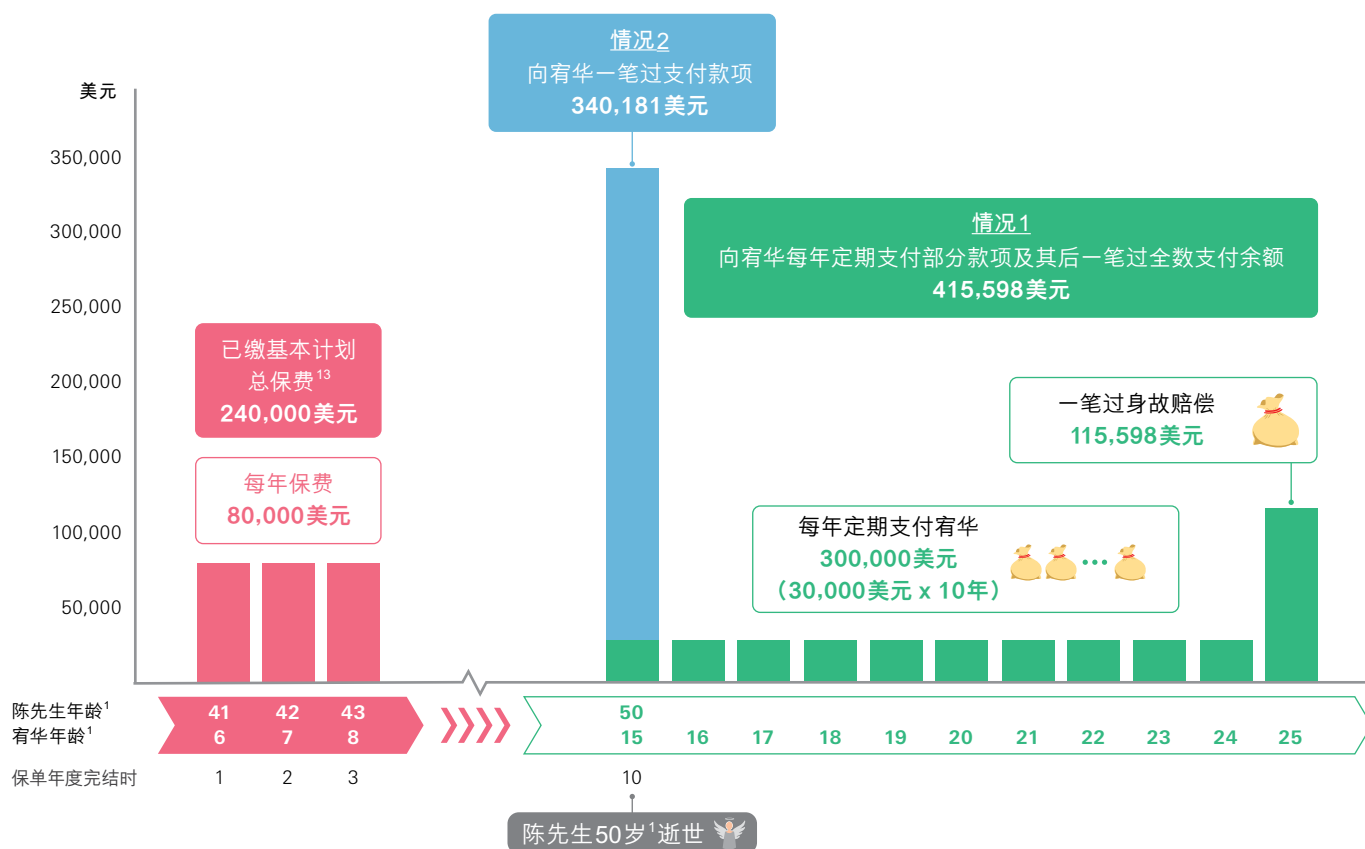 情况2
向宥华一笔过支付款项
340,181美元
美元
350,000
300,000
250,000
200,000
150,000
100,000
50,000
情况1
向宥华每年定期支付部分款项及其后一笔过全数支付余额
415,598美元
已缴基本计划
总保费13
240,000美元
每年保费
80,000美元
一笔过身故赔偿
115,598美元
每年定期支付宥华
300,000美元
（30,000美元 x 10年）
陈先生年龄1 41 42 43 50
宥华年龄1 6 7 8 15 16 17 18 19 20 21 22 23 24 25
保单年度完结时 1 2 3 10
陈先生50岁1逝世